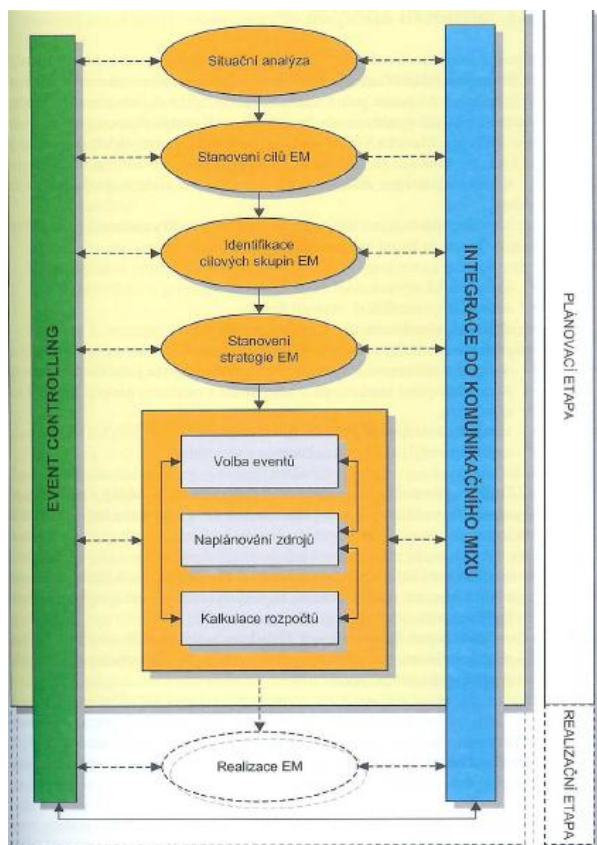 Situační analýza
Stanovení cílů EM
Identifikace
cílových skupin EM
Stanovení
strategie EM
Volba eventů
Naplánování zdrojů
Kalkulace rozpočtů
Realizace EM
EVENT CONTROLLING
INTEGRACE DO KOMUNIKAČNÍHO MIXU
PLÁNOVACÍ ETAPA
REALIZAČNÍ ETAPA